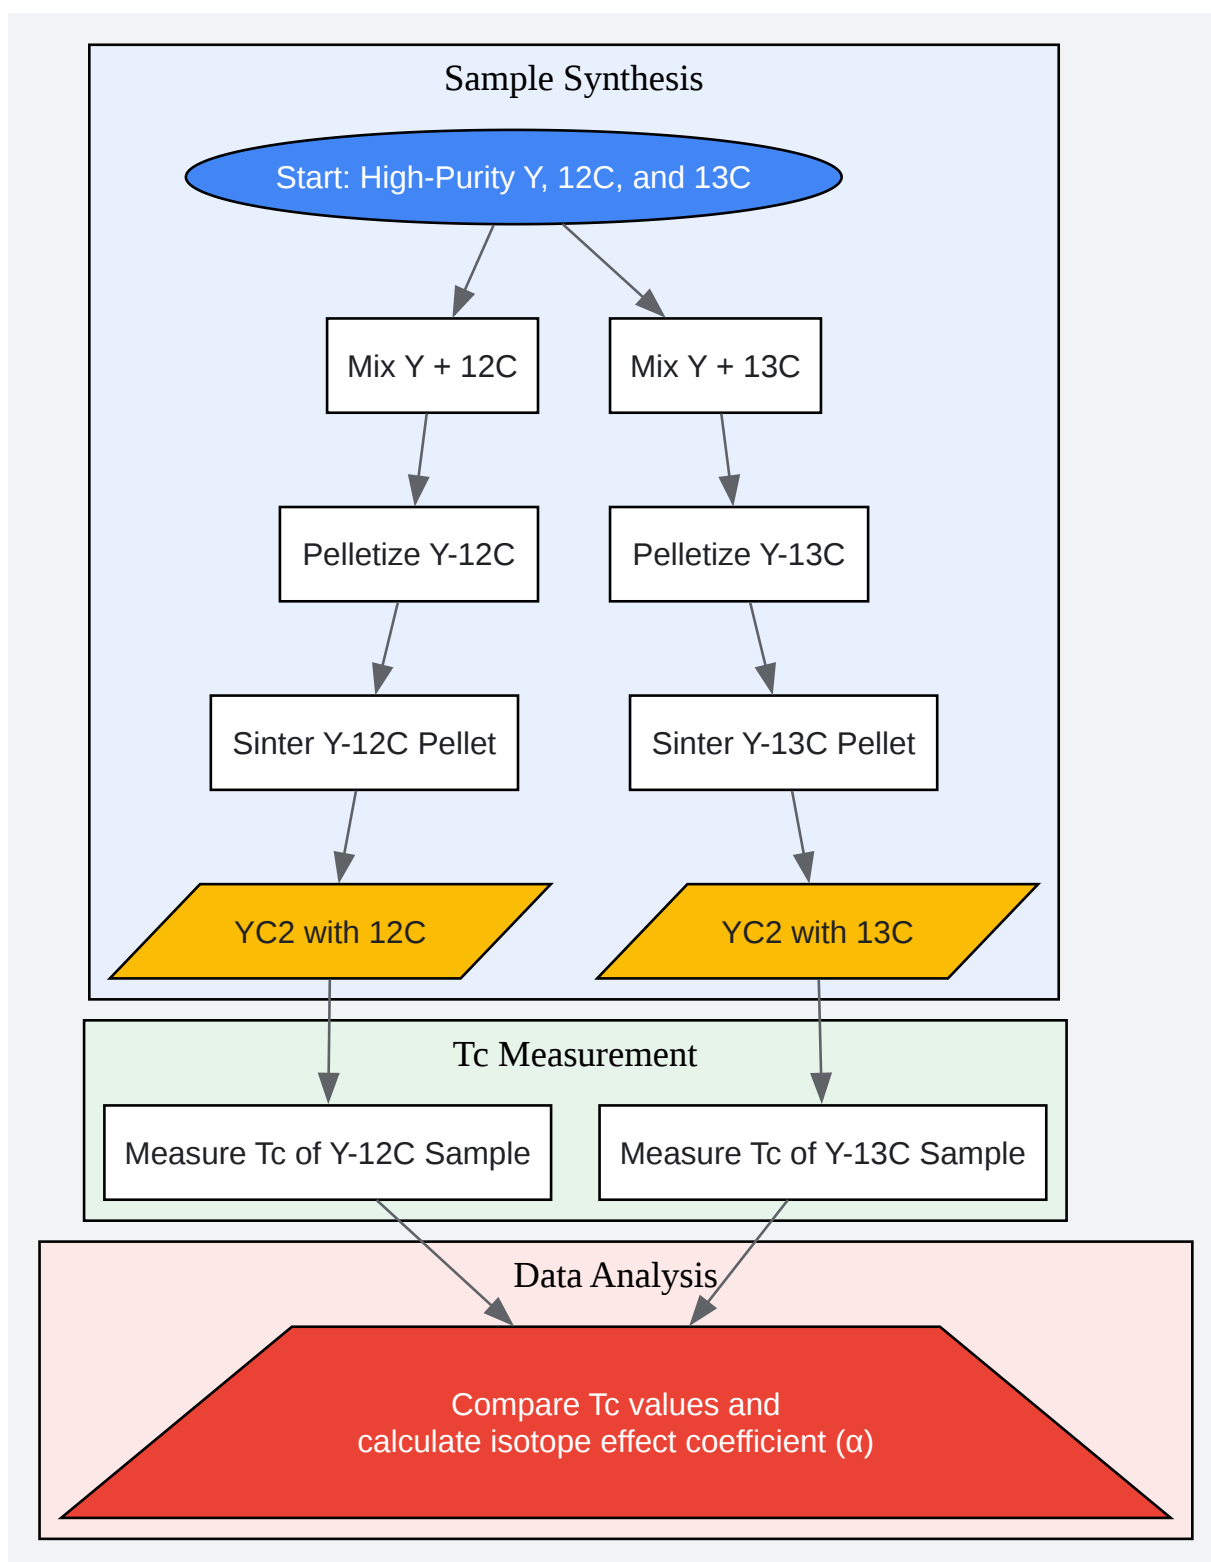 Sample Synthesis
Start: High-Purity Y, 12C, and 13C
Mix Y + 12C
Mix Y + 13C
Pelletize Y-12C
Pelletize Y-13C
Sinter Y-12C Pellet
Sinter Y-13C Pellet
YC2 with 12C
YC2 with 13C
Tc Measurement
Measure Tc of Y-12C Sample
Measure Tc of Y-13C Sample
Data Analysis
Compare Tc values and
calculate isotope effect coefficient (α)